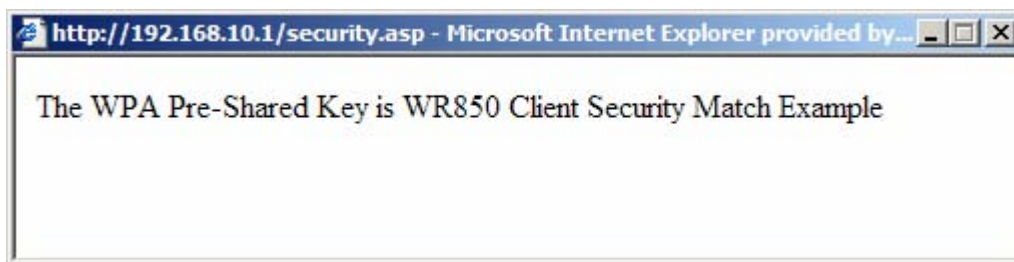 http://192.168.10.1/security.asp - Microsoft Internet Explorer provided by...
The WPA Pre-Shared Key is WR850 Client Security Match Example